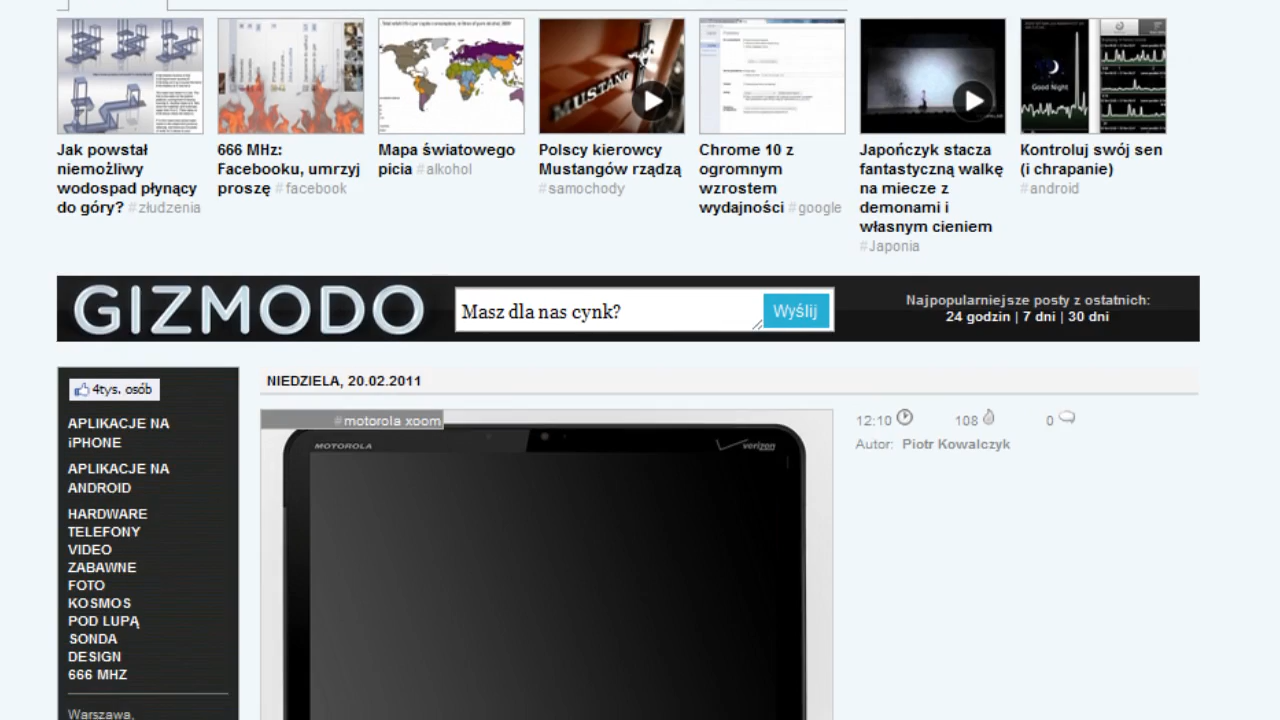 Jak powstał
niemożliwy
wodospad płynący
do góry? #złudzenia
666 MHz:
Facebooku, umrzyj
proszę #facebook
Mapa światowego
picia #alkohol
MUSTANG
Polscy kierowcy
Mustangów rządzą
#samochody
Chrome 10 z
ogromnym
wzrostem
wydajności #google
Japończyk stacza
fantastyczną walkę
na miecze z
demonami i
własnym cieniem
#Japonia
Good Night
Kontroluj swój sen
(i chrapanie)
#android
GIZMODO
Masz dla nas cynk?
Wyślij
Najpopularniejsze posty z ostatnich:
24 godzin | 7 dni | 30 dni
4tys. osób
APLIKACJE NA
iPHONE
APLIKACJE NA
ANDROID
HARDWARE
TELEFONY
VIDEO
ZABAWNE
FOTO
KOSMOS
POD LUPĄ
SONDA
DESIGN
666 MHZ
Warszawa,
NIEDZIELA, 20.02.2011
#motorola xoom
MOTOROLA
verizon
12:10 108 0
Autor: Piotr Kowalczyk